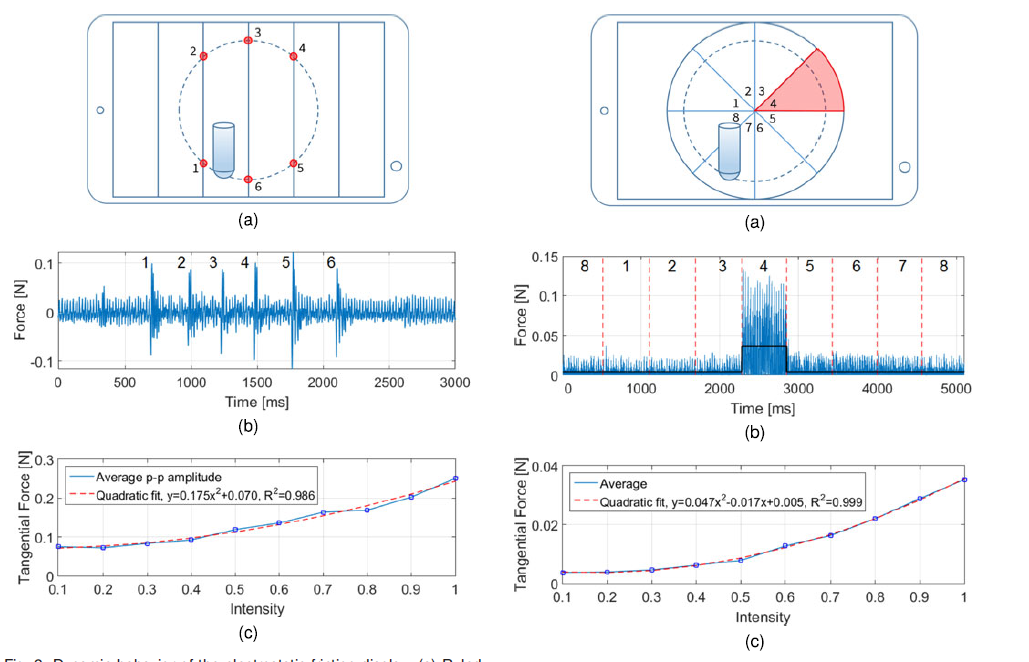 1
2
3
4
5
6
(a)
Force [N]
0.1
0
-0.1
1 2 3 4 5 6
0 500 1000 1500 2000 2500 3000
Time [ms]
(b)
Tangential Force [N]
0.3
0.2
0.1
0
Average p-p amplitude
Quadratic fit, y=0.175x²+0.070, R²=0.986
0.1 0.2 0.3 0.4 0.5 0.6 0.7 0.8 0.9 1
Intensity
(c)
2 3
1 4
8 5
7 6
(a)
Force [N]
0.15
0.1
0.05
0
8 1 2 3 4 5 6 7 8
0 1000 2000 3000 4000 5000
Time [ms]
(b)
Tangential Force [N]
0.04
0.02
0
Average
Quadratic fit, y=0.047x²-0.017x+0.005, R²=0.999
0.1 0.2 0.3 0.4 0.5 0.6 0.7 0.8 0.9 1
Intensity
(c)